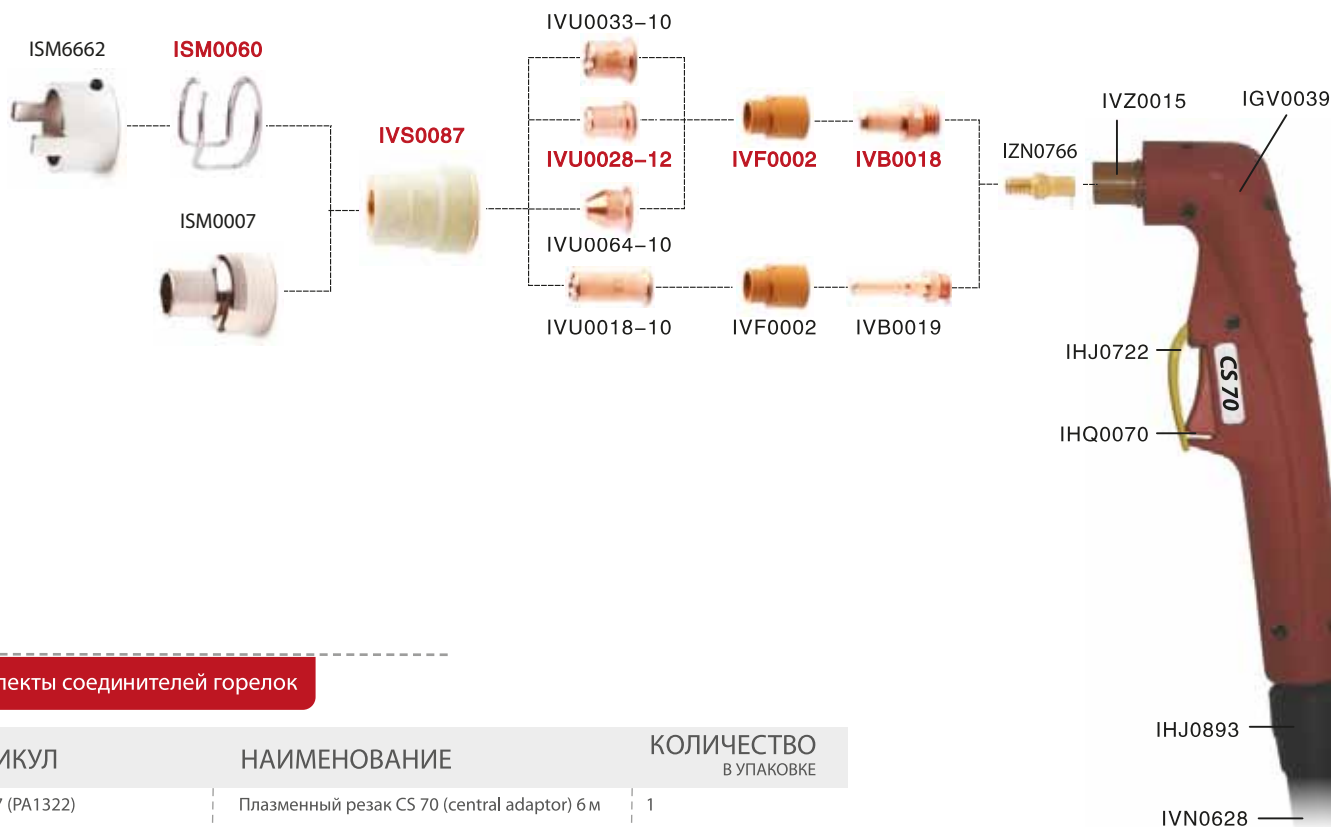 IVU0033–10
ISM6662
ISM0060
IVZ0015
IGV0039
IVS0087
IVU0028–12
IVF0002
IVB0018
IZN0766
ISM0007
IVU0064–10
IVU0018–10
IVF0002
IVB0019
IHJ0722
CS 70
IHQ0070
лекты соединителей горелок
IHJ0893
ИКУЛ
НАИМЕНОВАНИЕ
КОЛИЧЕСТВО
В УПАКОВКЕ
(PA1322)
Плазменный резак CS 70 (central adaptor) 6 м
1
IVN0628